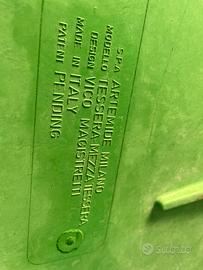 S.P.A ARTEMIDE MILANO
MODELLO TESSERA MEZZA TESSERA
DESIGN VICO MAGISTRETTI
MADE IN ITALY
PATENT PENDING
subito